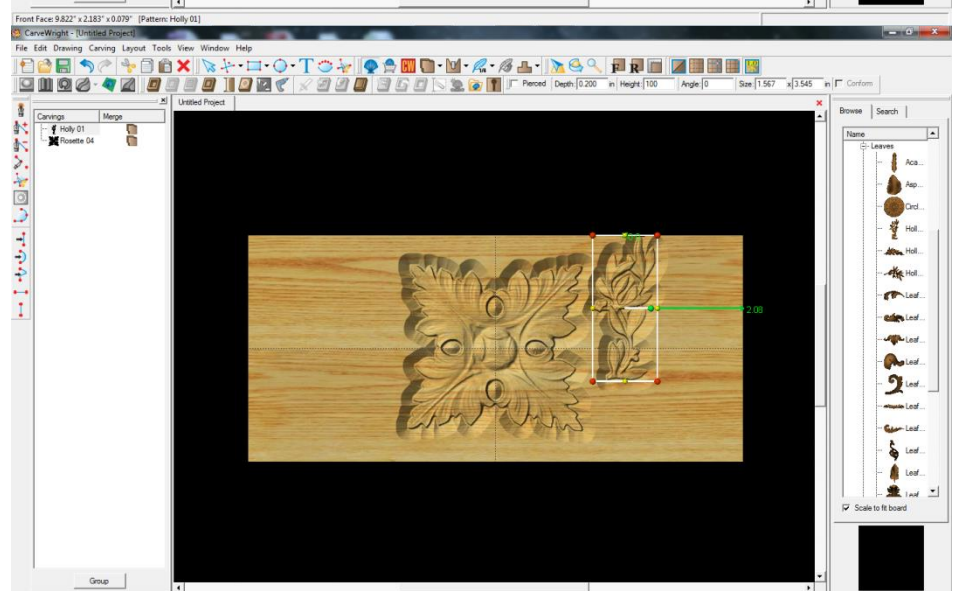 Front Face: 9.822" x 2.183" x 0.079" [Pattern: Holly 01]
CarveWright - [Untitled Project]
File Edit Drawing Carving Layout Tools View Window Help
T CW 1/R F R
Pierced Depth: 0.200 in Height: 100 Angle: 0 Size: 1.567 x 3.545 in Conform
Untitled Project
Browse Search
Carvings Merge
Holly 01
Rosette 04
Name
Leaves
Aca...
Asp...
Circl...
Holl...
Holl...
Holl...
Leaf...
Leaf...
Leaf...
Leaf...
Leaf...
Leaf...
Leaf...
Leaf...
Leaf...
Leaf...
2.08
Scale to fit board
Group